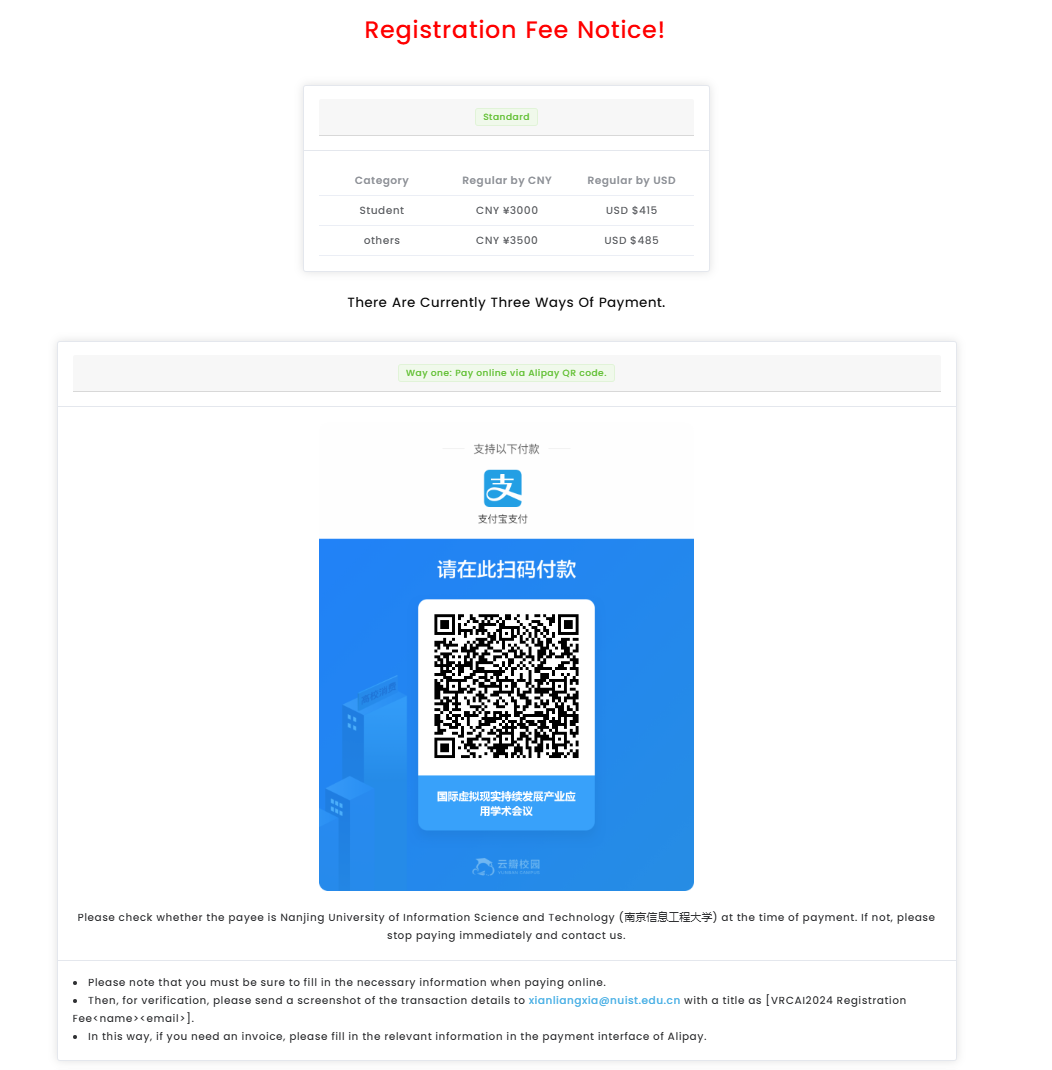 Registration Fee Notice!
Standard
Category Regular by CNY Regular by USD
Student CNY ¥3000 USD $415
others CNY ¥3500 USD $485
There Are Currently Three Ways Of Payment.
Way one: Pay online via Alipay QR code.
支持以下付款
支
支付宝支付
请在此扫码付款
国际虚拟现实持续发展产业应
用学术会议
Please check whether the payee is Nanjing University of Information Science and Technology (南京信息工程大学) at the time of payment. If not, please
stop paying immediately and contact us.
• Please note that you must be sure to fill in the necessary information when paying online.
• Then, for verification, please send a screenshot of the transaction details to xianliangxia@nuist.edu.cn with a title as [VRCAI2024 Registration
Fee<name><email>].
• In this way, if you need an invoice, please fill in the relevant information in the payment interface of Alipay.